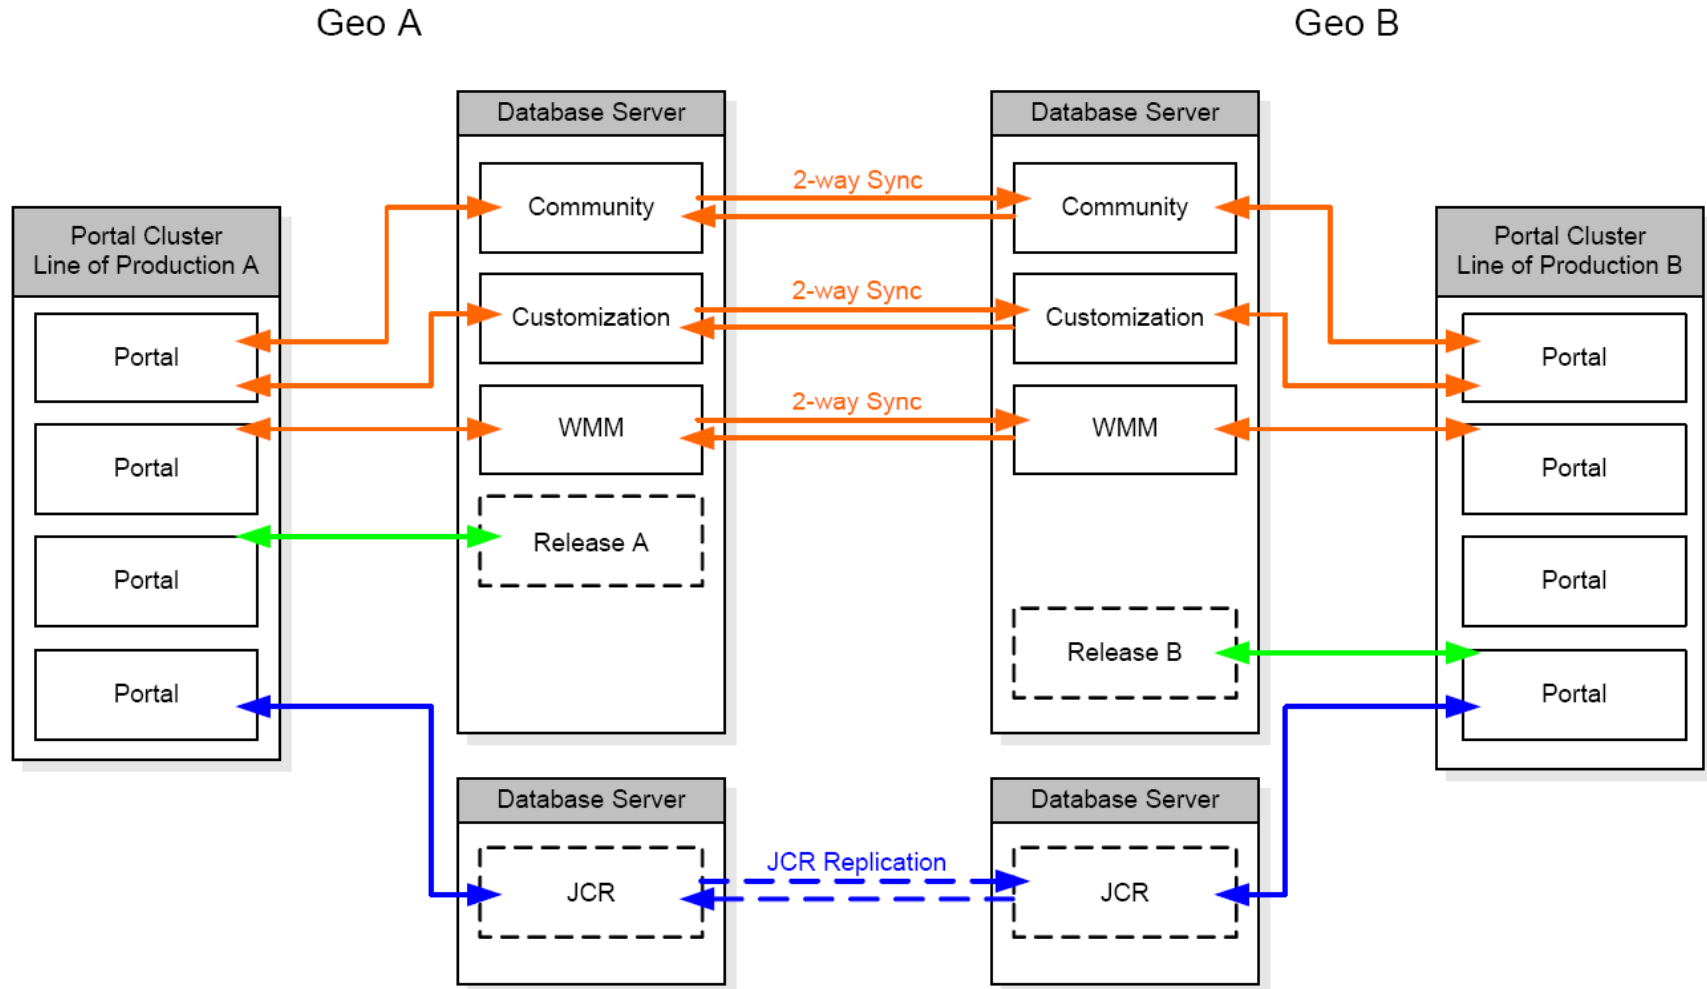 Geo A
Geo B
Database Server
Database Server
2-way Sync
Community
Community
Portal Cluster
Line of Production A
Portal Cluster
Line of Production B
2-way Sync
Customization
Customization
Portal
Portal
2-way Sync
WMM
WMM
Portal
Portal
Release A
Portal
Portal
Release B
Portal
Portal
Database Server
Database Server
JCR Replication
JCR
JCR